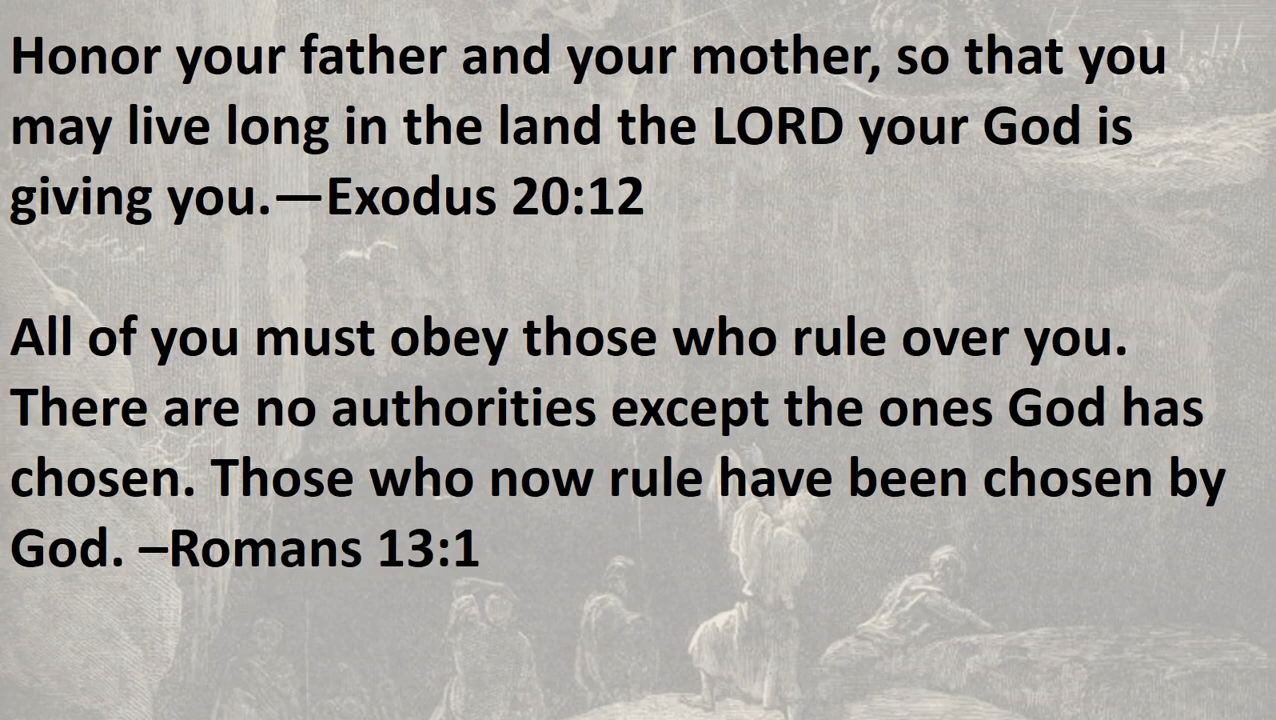 Honor your father and your mother, so that you
may live long in the land the LORD your God is
giving you.—Exodus 20:12
All of you must obey those who rule over you.
There are no authorities except the ones God has
chosen. Those who now rule have been chosen by
God. –Romans 13:1